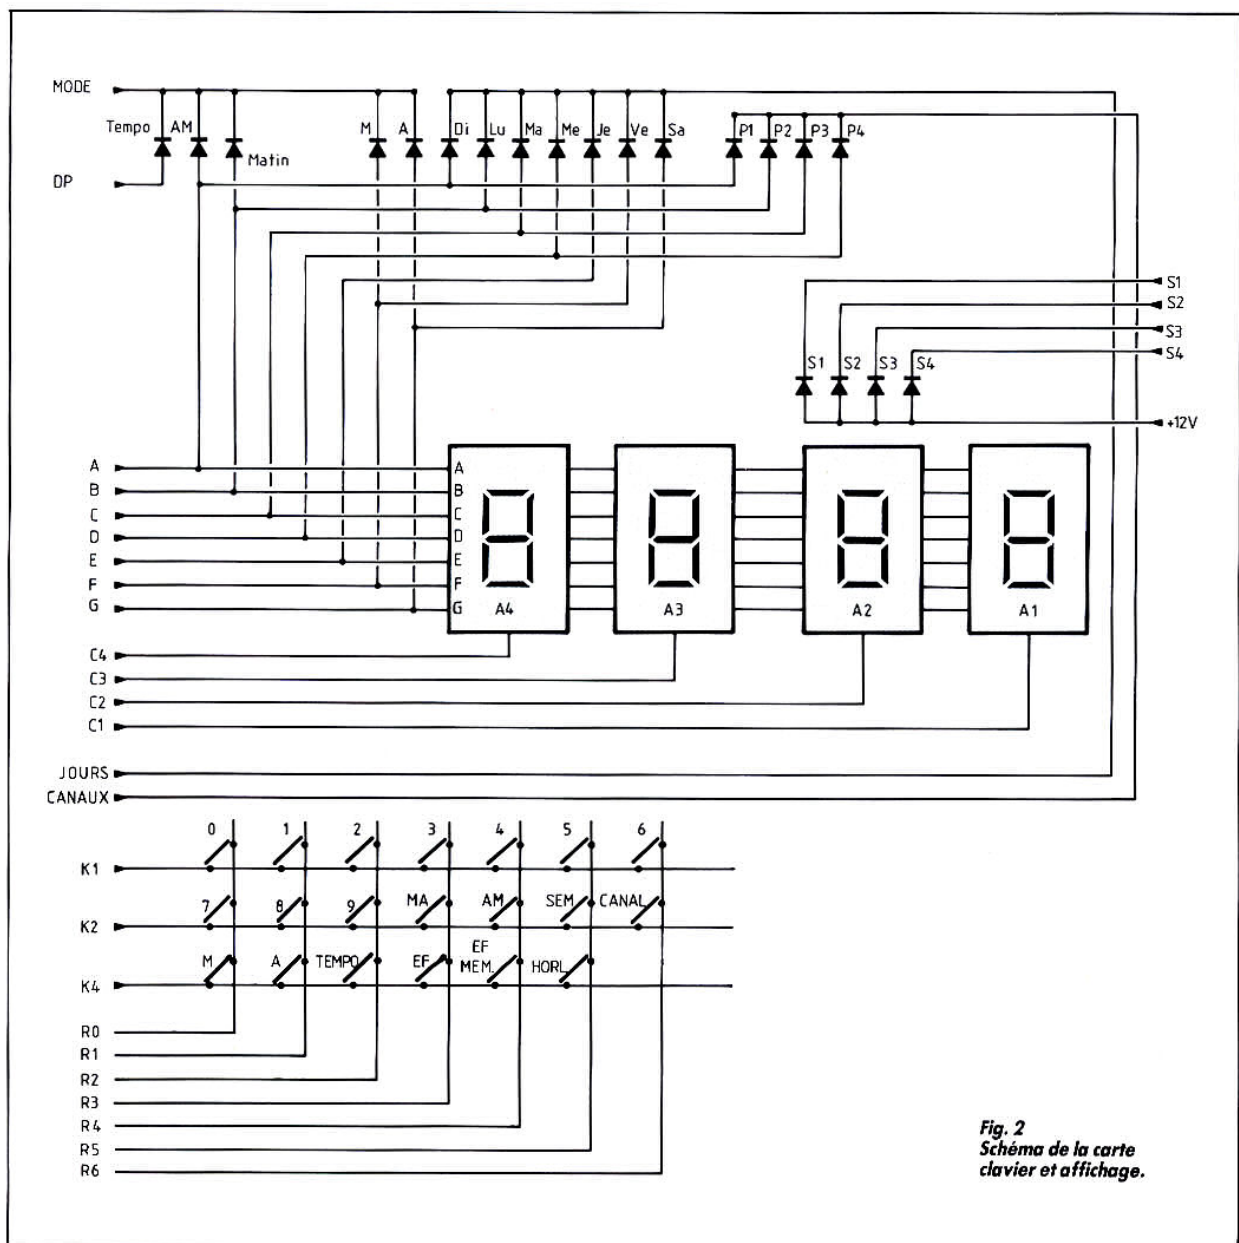 MODE
Tempo AM
Matin
M A Di Lu Ma Me Je Ve Sa P1 P2 P3 P4
DP
S1
S2
S3
S4
S1 S2 S3 S4
+12V
A A
B B
C C
D D
E E
F F
G G
A4 A3 A2 A1
C4
C3
C2
C1
JOURS
CANAUX
0 1 2 3 4 5 6
K1
7 8 9 MA AM SEM CANAL
K2
M A TEMPO EF EF MEM. HORL
K4
R0
R1
R2
R3
R4
R5
R6
Fig. 2
Schéma de la carte
clavier et affichage.